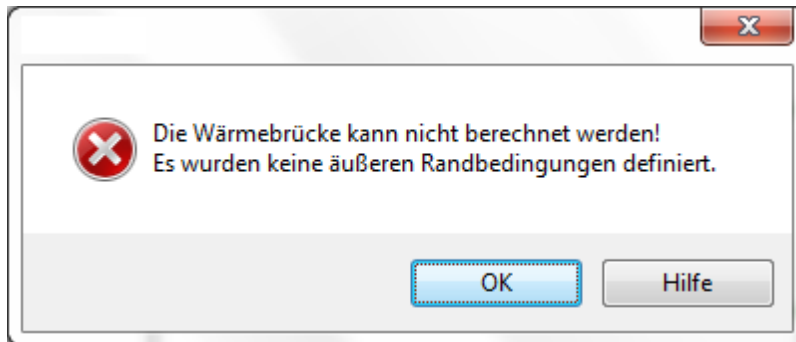 Die Wärmebrücke kann nicht berechnet werden!
Es wurden keine äußeren Randbedingungen definiert.
OK
Hilfe